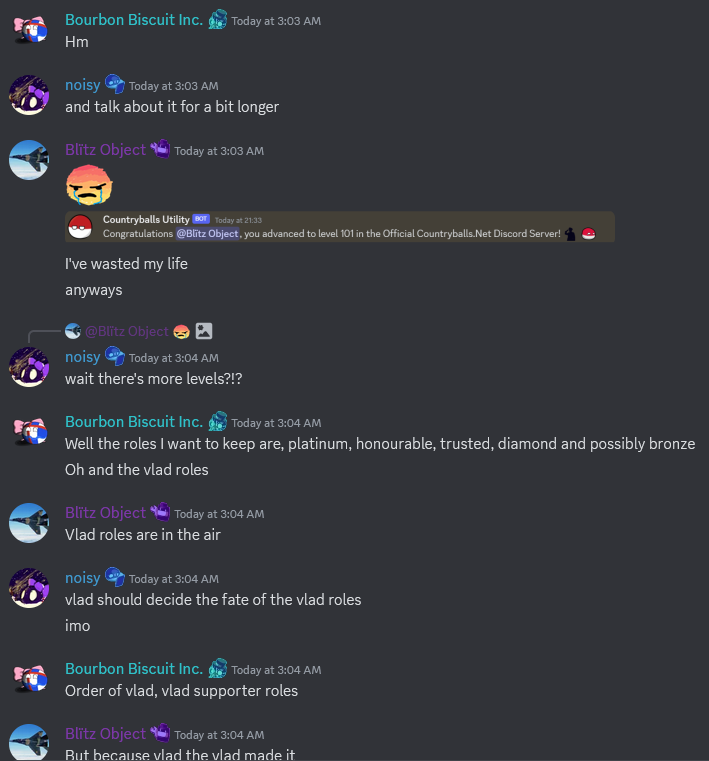 Bourbon Biscuit Inc. Today at 3:03 AM
Hm
noisy Today at 3:03 AM
and talk about it for a bit longer
Blïtz Object Today at 3:03 AM
Countryballs Utility BOT Today at 21:33
Congratulations @Blïtz Object, you advanced to level 101 in the Official Countryballs.Net Discord Server!
I've wasted my life
anyways
@Blïtz Object
noisy Today at 3:04 AM
wait there's more levels?!?
Bourbon Biscuit Inc. Today at 3:04 AM
Well the roles I want to keep are, platinum, honourable, trusted, diamond and possibly bronze
Oh and the vlad roles
Blïtz Object Today at 3:04 AM
Vlad roles are in the air
noisy Today at 3:04 AM
vlad should decide the fate of the vlad roles
imo
Bourbon Biscuit Inc. Today at 3:04 AM
Order of vlad, vlad supporter roles
Blïtz Object Today at 3:04 AM
But because vlad the vlad made it